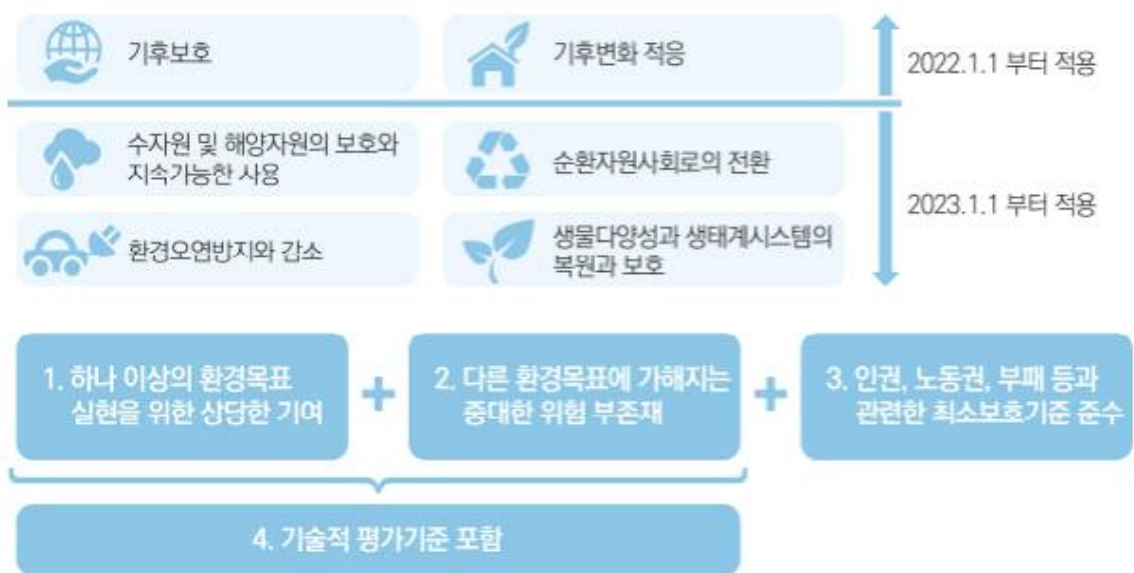 기후보호
기후변화 적응
2022.1.1 부터 적용
수자원 및 해양자원의 보호와
지속가능한 사용
순환자원사회로의 전환
2023.1.1 부터 적용
환경오염방지와 감소
생물다양성과 생태계시스템의
복원과 보호
1. 하나 이상의 환경목표
실현을 위한 상당한 기여
+
2. 다른 환경목표에 가해지는
중대한 위험 부존재
+
3. 인권, 노동권, 부패 등과
관련한 최소보호기준 준수
4. 기술적 평가기준 포함